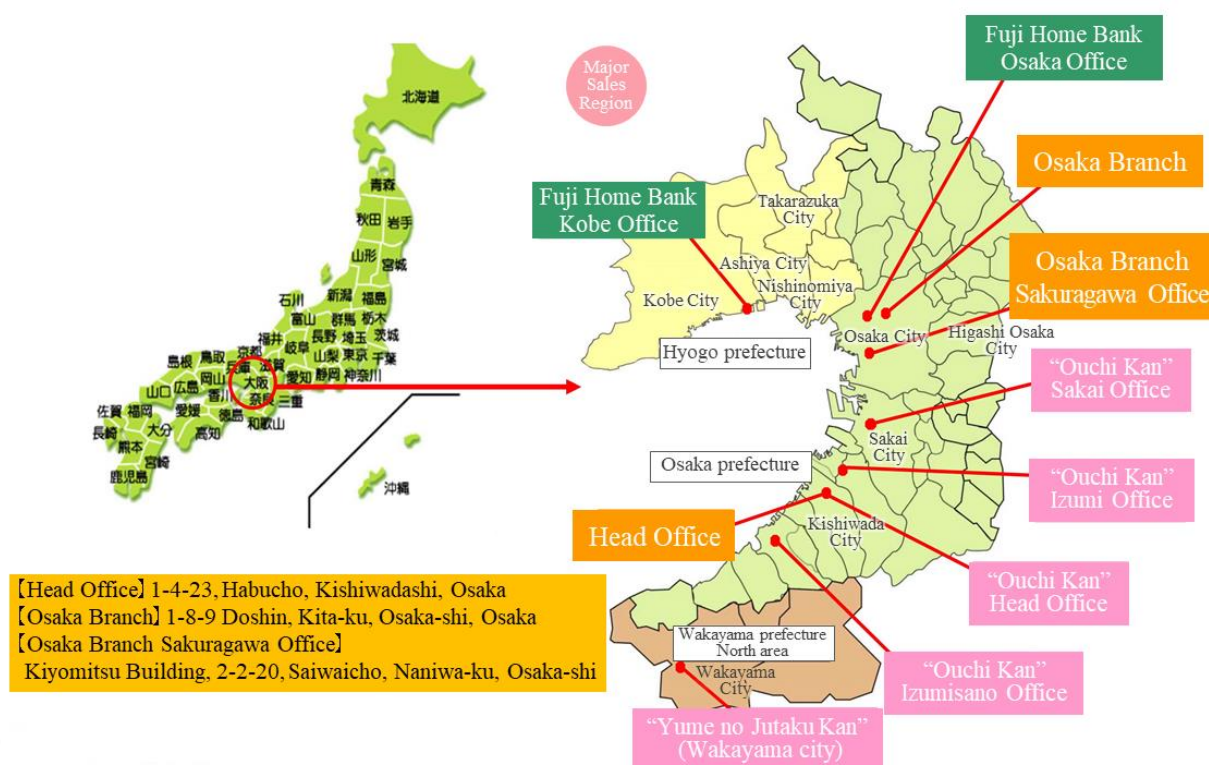 北海道
青森
秋田
岩手
山形
宮城
新潟
福島
石川
富山
群馬
栃木
福井
岐阜
長野
埼玉
茨城
山梨
東京
千葉
静岡
神奈川
愛知
島根
鳥取
京都
兵庫
滋賀
岡山
大阪
山口
広島
香川
奈良
三重
佐賀
福岡
愛媛
徳島
和歌山
長崎
大分
高知
熊本
宮崎
鹿児島
沖縄
Major
Sales
Region
Fuji Home Bank
Osaka Office
Osaka Branch
Fuji Home Bank
Kobe Office
Takarazuka
City
Osaka Branch
Sakuragawa Office
Ashiya City
Nishinomiya
City
Kobe City
Osaka City
Higashi Osaka
City
Hyogo prefecture
“Ouchi Kan”
Sakai Office
Sakai
City
Osaka prefecture
“Ouchi Kan”
Izumi Office
Head Office
Kishiwada
City
“Ouchi Kan”
Head Office
【Head Office】 1-4-23, Habucho, Kishiwadashi, Osaka
【Osaka Branch】 1-8-9 Doshin, Kita-ku, Osaka-shi, Osaka
【Osaka Branch Sakuragawa Office】
Kiyomitsu Building, 2-2-20, Saiwaicho, Naniwa-ku, Osaka-shi
Wakayama prefecture
North area
Wakayama
City
“Ouchi Kan”
Izumisano Office
“Yume no Jutaku Kan”
(Wakayama city)